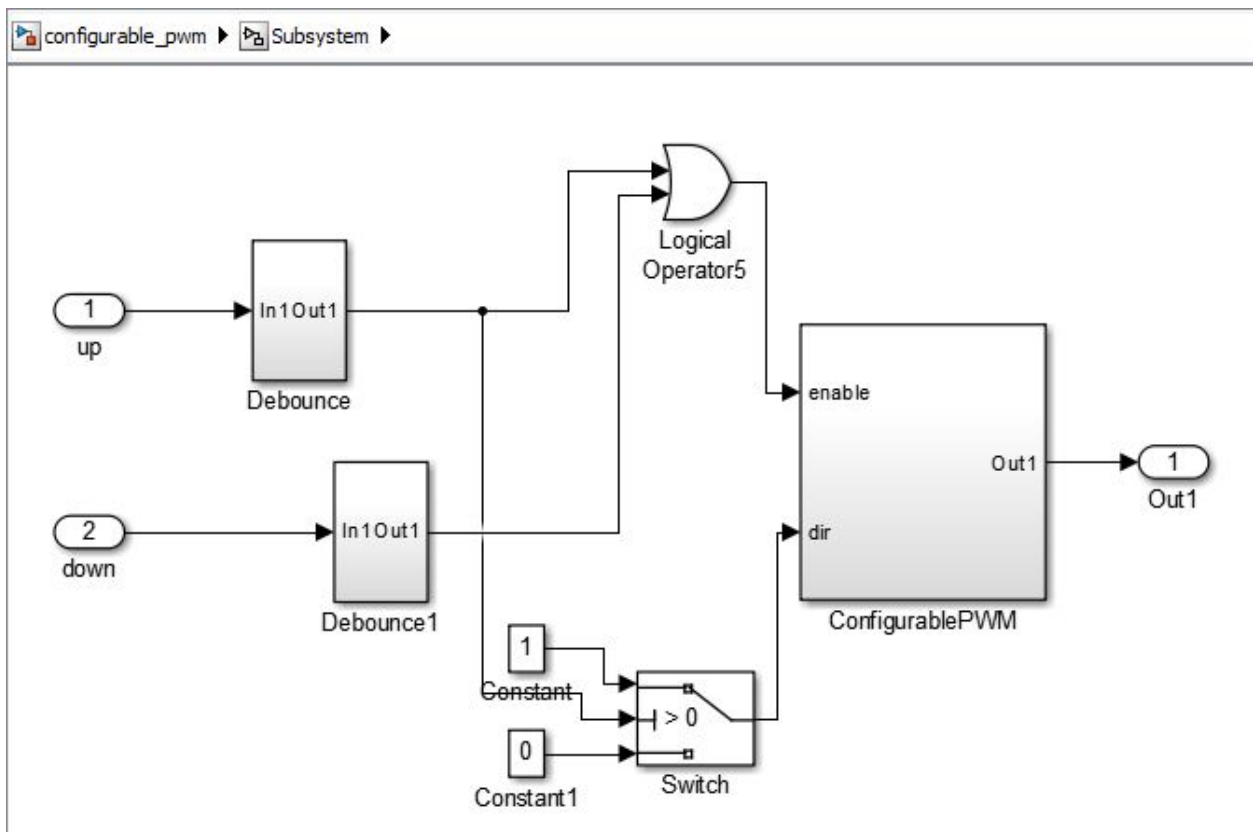 configurable_pwm Subsystem
Logical
Operator5
1
In1 Out1
up
Debounce
enable
Out1
1
Out1
2
In1 Out1
dir
down
Debounce1
ConfigurablePWM
1
Constant
> 0
0
Switch
Constant1